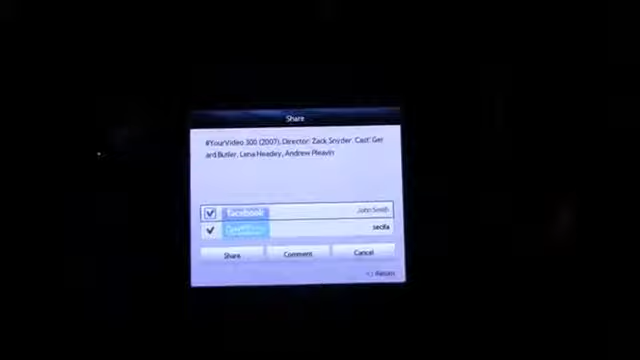 Share
#YourVideo 300 (2007), Director: Zack Snyder. Cast: Ger
ard Butler, Lena Headey, Andrew Pleavin
facebook John Smith
secifa
Share Comment Cancel
Return